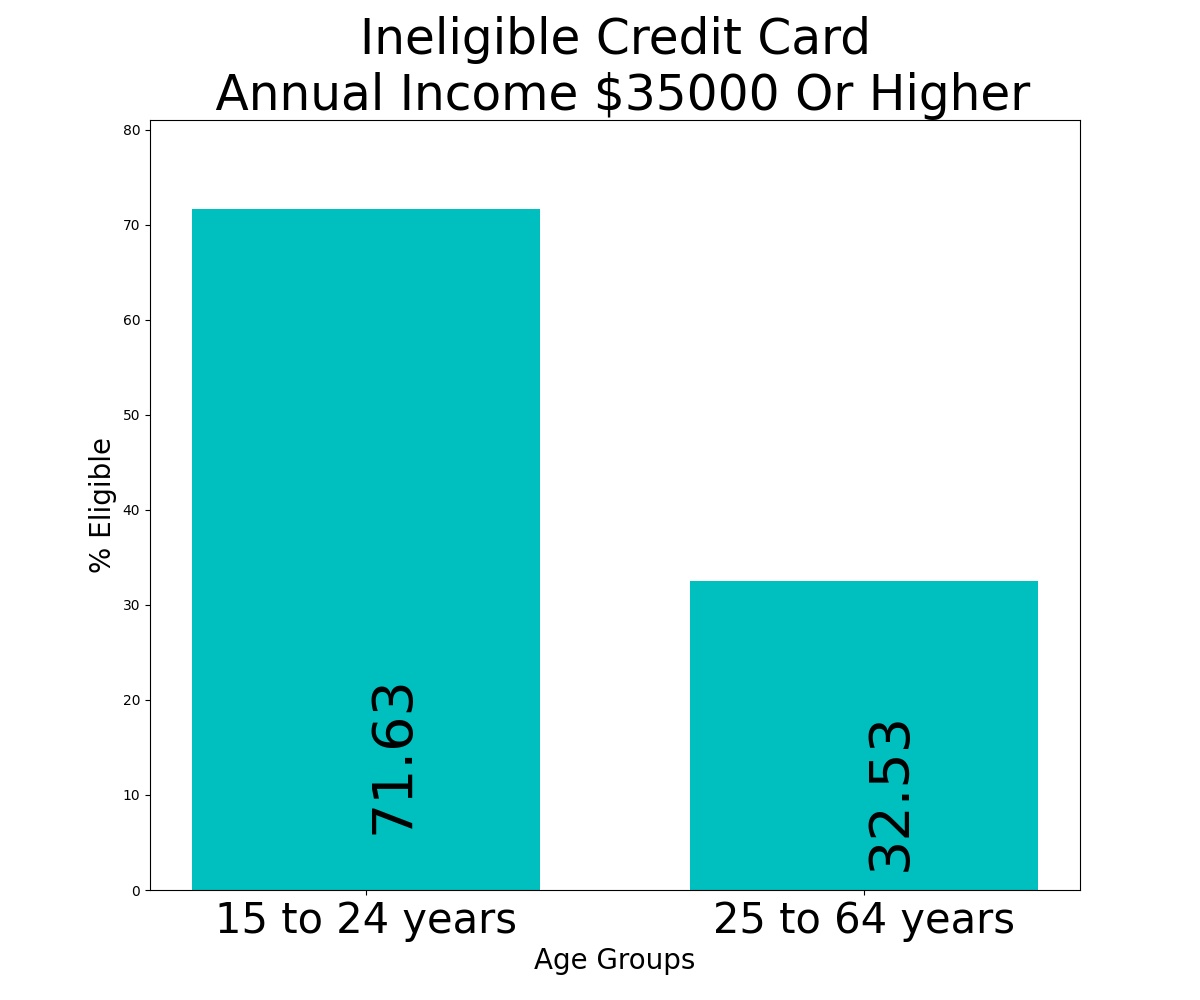 Ineligible Credit Card
Annual Income $35000 Or Higher
80
70
60
50
40
30
20
10
0
% Eligible
71.63
32.53
15 to 24 years
25 to 64 years
Age Groups